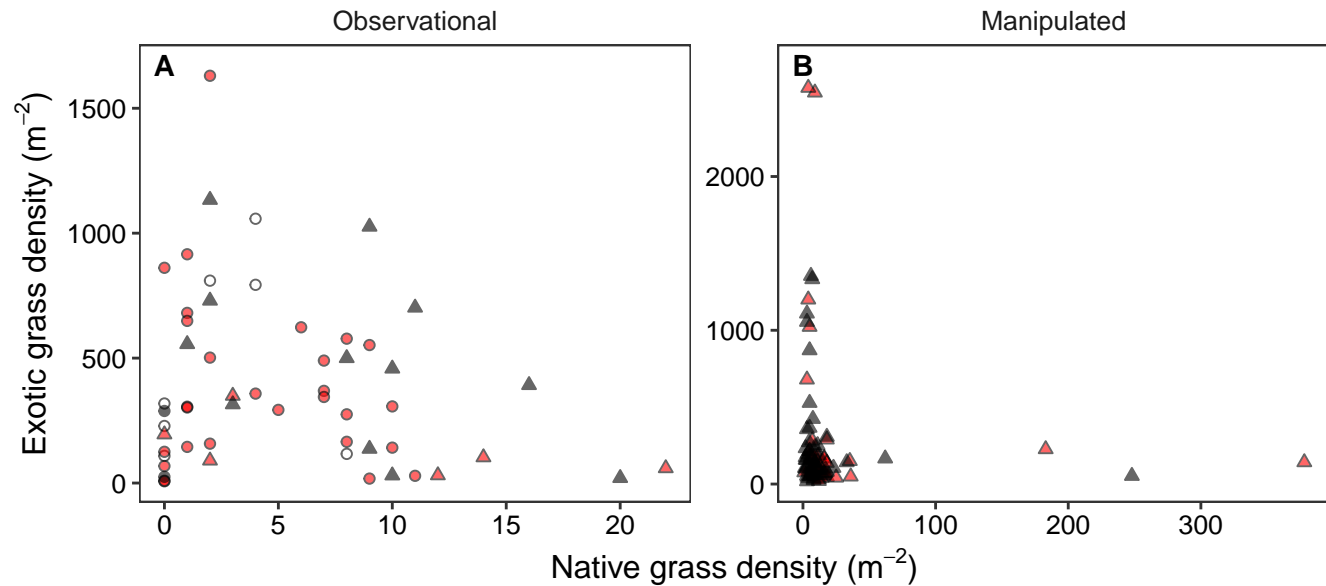 Observational
Manipulated
A
B
Exotic grass density (m⁻²)
1500
1000
500
0
2000
1000
0
0 5 10 15 20
0 100 200 300
Native grass density (m⁻²)